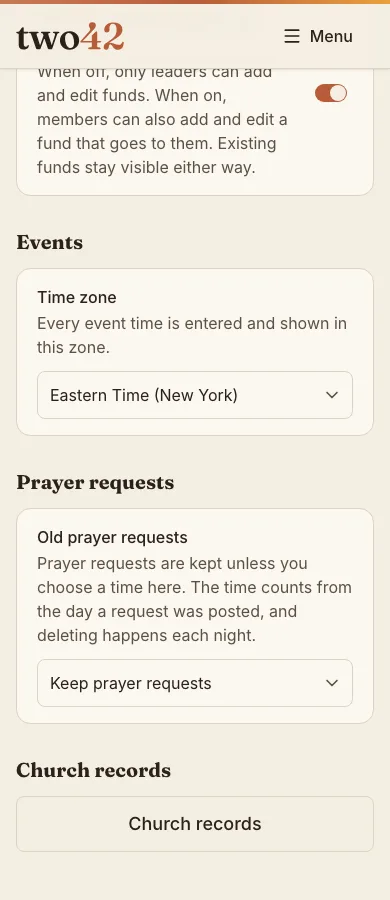 two42
Menu
When off, only leaders can add
and edit funds. When on,
members can also add and edit a
fund that goes to them. Existing
funds stay visible either way.
Events
Time zone
Every event time is entered and shown in
this zone.
Eastern Time (New York)
Prayer requests
Old prayer requests
Prayer requests are kept unless you
choose a time here. The time counts from
the day a request was posted, and
deleting happens each night.
Keep prayer requests
Church records
Church records